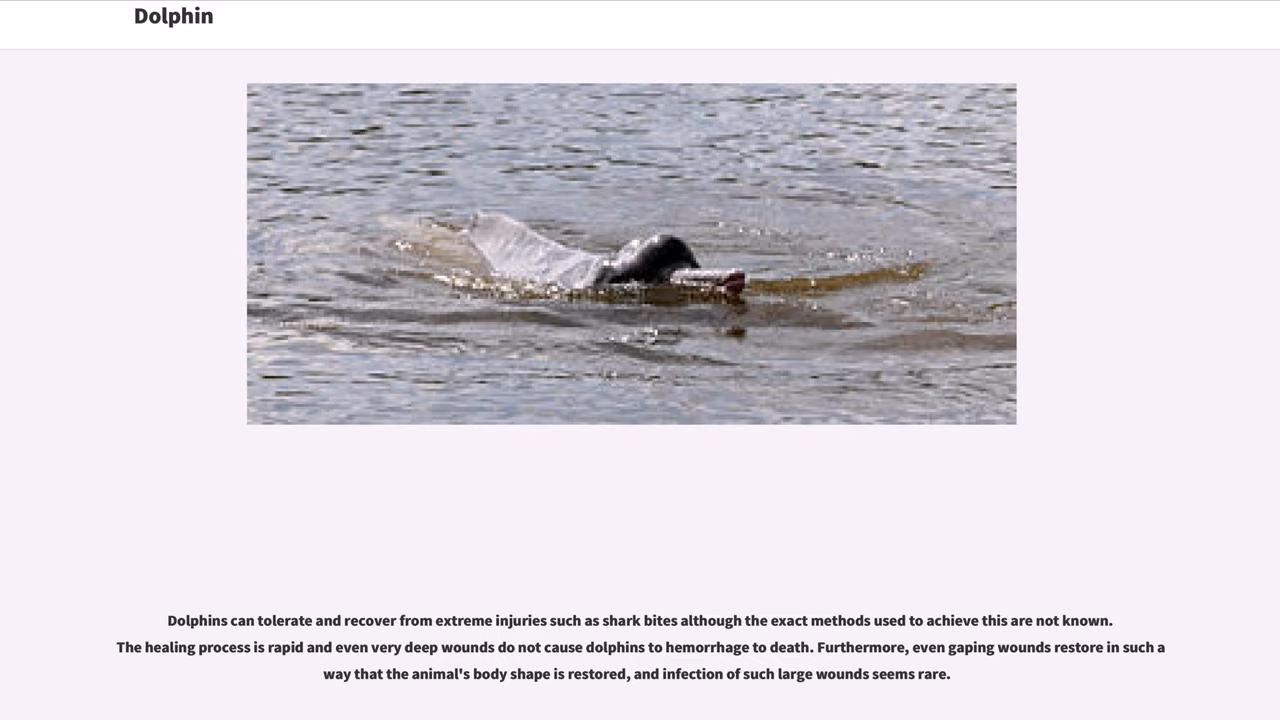 Dolphin
Dolphins can tolerate and recover from extreme injuries such as shark bites although the exact methods used to achieve this are not known.
The healing process is rapid and even very deep wounds do not cause dolphins to hemorrhage to death. Furthermore, even gaping wounds restore in such a
way that the animal's body shape is restored, and infection of such large wounds seems rare.